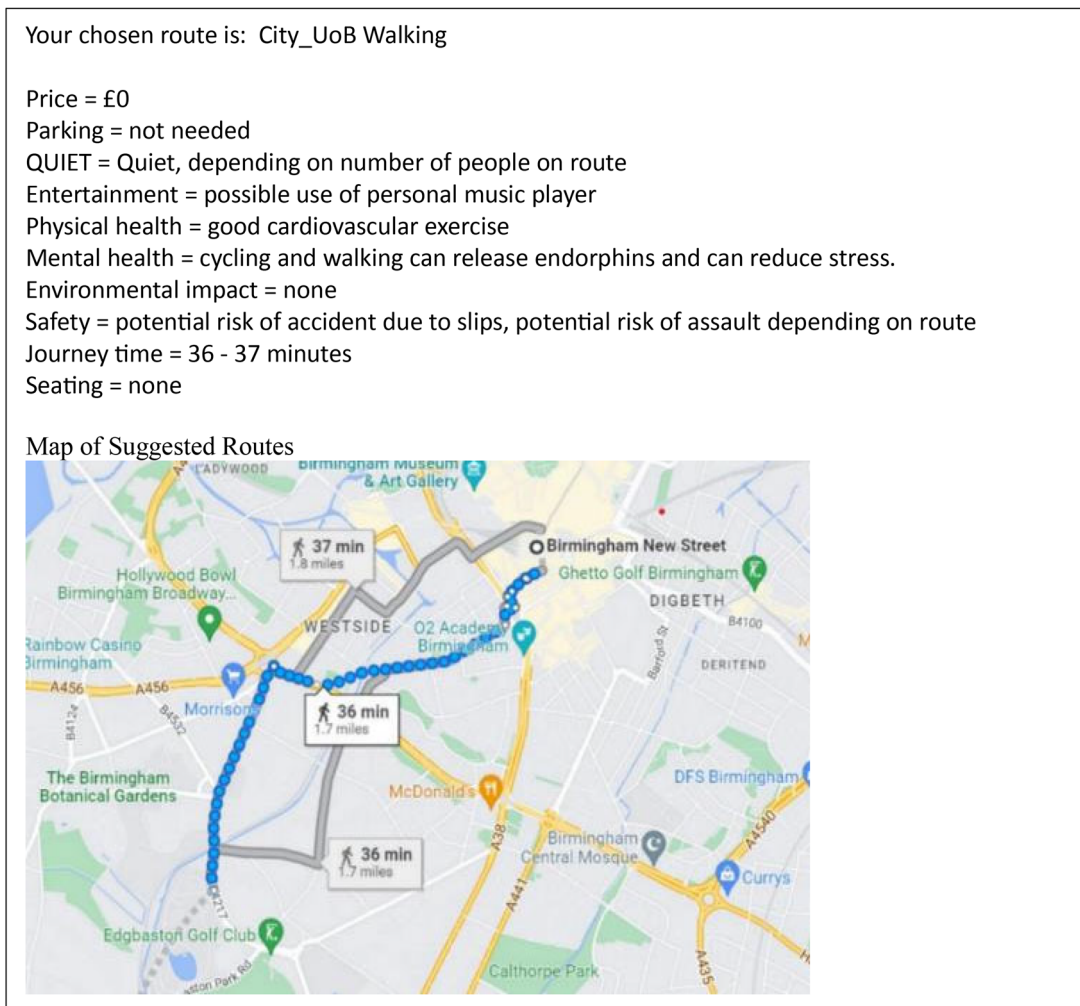 Your chosen route is: City_UoB Walking
Price = £0
Parking = not needed
QUIET = Quiet, depending on number of people on route
Entertainment = possible use of personal music player
Physical health = good cardiovascular exercise
Mental health = cycling and walking can release endorphins and can reduce stress.
Environmental impact = none
Safety = potential risk of accident due to slips, potential risk of assault depending on route
Journey time = 36 - 37 minutes
Seating = none
Map of Suggested Routes
LADYWOOD
Birmingham Museum
& Art Gallery
37 min
1.8 miles
Birmingham New Street
Hollywood Bowl
Birmingham Broadway...
Ghetto Golf Birmingham
DIGBETH
B4100
WESTSIDE
O2 Academy
Birmingham
Rainbow Casino
Birmingham
Barford St
DERITEND
A456
A456
Morrisons
B4124
B4532
36 min
1.7 miles
The Birmingham
Botanical Gardens
McDonald's
DFS Birmingham
A38
Birmingham
Central Mosque
A4540
36 min
1.7 miles
Currys
A441
Edgbaston Golf Club
Calthorpe Park
A435